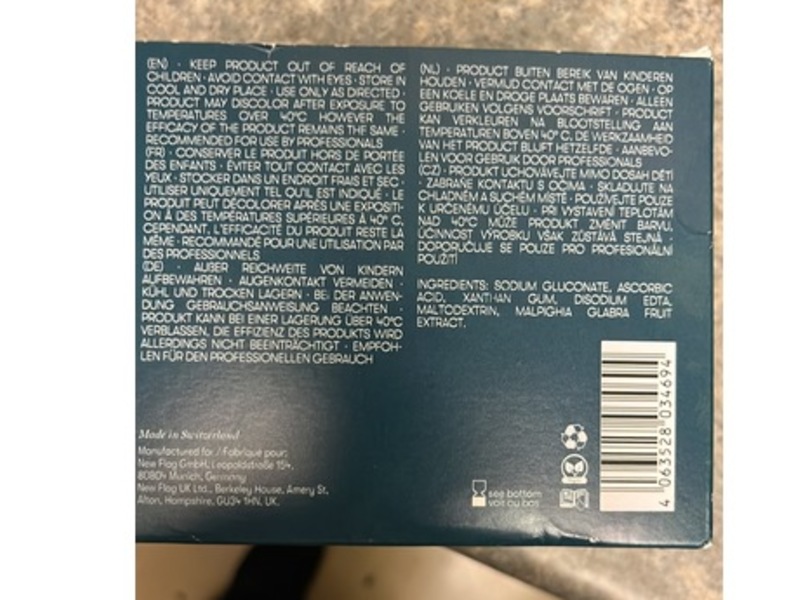 (EN) · KEEP PRODUCT OUT OF REACH OF
CHILDREN · AVOID CONTACT WITH EYES · STORE IN
COOL AND DRY PLACE · USE ONLY AS DIRECTED ·
PRODUCT MAY DISCOLOR AFTER EXPOSURE TO
TEMPERATURES OVER 40°C HOWEVER THE
EFFICACY OF THE PRODUCT REMAINS THE SAME ·
RECOMMENDED FOR USE BY PROFESSIONALS
(FR) · CONSERVER LE PRODUIT HORS DE PORTÉE
DES ENFANTS · ÉVITER TOUT CONTACT AVEC LES
YEUX · STOCKER DANS UN ENDROIT FRAIS ET SEC ·
UTILISER UNIQUEMENT TEL QU'IL EST INDIQUÉ · LE
PRODUIT PEUT DÉCOLORER APRÈS UNE EXPOSITI-
ON À DES TEMPÉRATURES SUPÉRIEURES À 40° C,
CEPENDANT, L'EFFICACITÉ DU PRODUIT RESTE LA
MÊME · RECOMMANDÉ POUR UNE UTILISATION PAR
DES PROFESSIONNELS
(DE) · AUßER REICHWEITE VON KINDERN
AUFBEWAHREN · AUGENKONTAKT VERMEIDEN ·
KÜHL UND TROCKEN LAGERN · BEI DER ANWEN-
DUNG GEBRAUCHSANWEISUNG BEACHTEN ·
PRODUKT KANN BEI EINER LAGERUNG ÜBER 40°C
VERBLASSEN, DIE EFFIZIENZ DES PRODUKTS WIRD
ALLERDINGS NICHT BEEINTRÄCHTIGT · EMPFOH-
LEN FÜR DEN PROFESSIONELLEN GEBRAUCH
(NL) · PRODUCT BUITEN BEREIK VAN KINDEREN
HOUDEN · VERMIJD CONTACT MET DE OGEN · OP
EEN KOELE EN DROGE PLAATS BEWAREN · ALLEEN
GEBRUIKEN VOLGENS VOORSCHRIFT · PRODUCT
KAN VERKLEUREN NA BLOOTSTELLING AAN
TEMPERATUREN BOVEN 40° C. DE WERKZAAMHEID
VAN HET PRODUCT BLIJFT HETZELFDE · AANBEVO-
LEN VOOR GEBRUIK DOOR PROFESSIONALS
(CZ) · PRODUKT UCHOVÁVEJTE MIMO DOSAH DĚTÍ
· ZABRAŇTE KONTAKTU S OČIMA · SKLADUJTE NA
CHLADNÉM A SUCHÉM MÍSTĚ · POUŽÍVEJTE POUZE
K URČENÉMU ÚČELU · PŘI VYSTAVENÍ TEPLOTÁM
NAD 40°C MŮŽE PRODUKT ZMĚNIT BARVU,
ÚČINNOST VÝROBKU VŠAK ZŮSTÁVÁ STEJNÁ ·
DOPORUČUJE SE POUZE PRO PROFESIONÁLNÍ
POUŽITÍ
INGREDIENTS: SODIUM GLUCONATE, ASCORBIC
ACID, XANTHAN GUM, DISODIUM EDTA,
MALTODEXTRIN, MALPIGHIA GLABRA FRUIT
EXTRACT.
Made in Switzerland
Manufactured for / Fabriqué pour:
New Flag GmbH, Leopoldstraße 154,
80804 Munich, Germany
New Flag UK Ltd., Berkeley House, Amery St,
Alton, Hampshire, GU34 1HN, UK.
see bottom
voir au bas
4 063528 034694